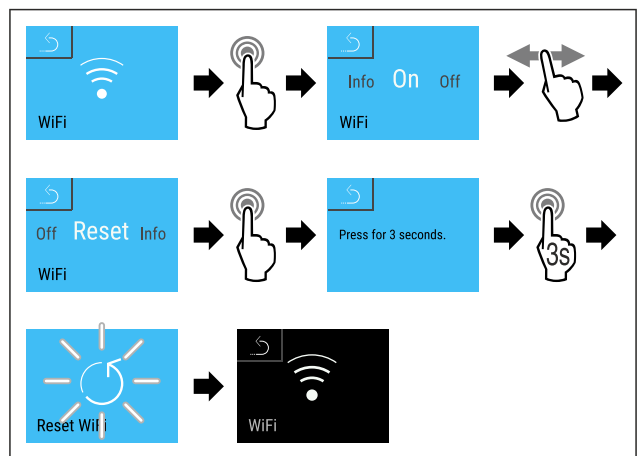 WiFi
Info On Off
WiFi
Off Reset Info
WiFi
Press for 3 seconds.
3s
Reset WiFi
WiFi